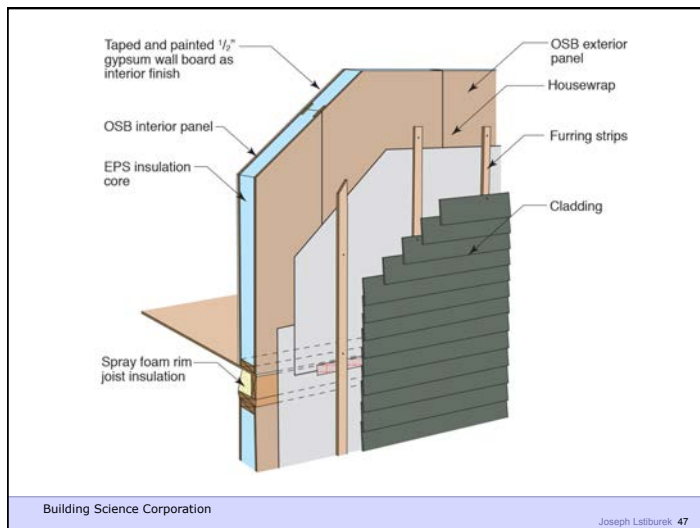 Taped and painted 1/2"
gypsum wall board as
interior finish
OSB interior panel
EPS insulation
core
Spray foam rim
joist insulation
OSB exterior
panel
Housewrap
Furring strips
Cladding
Building Science Corporation
Joseph Lstiburek 47